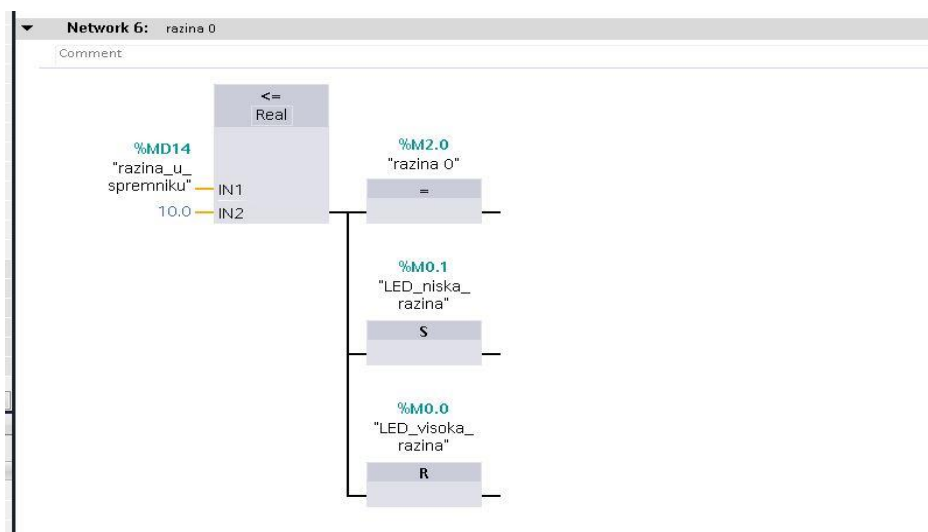 Network 6: razina 0
Comment
<=
Real
%MD14
"razina_u_
spremniku"
IN1
10.0
IN2
%M2.0
"razina 0"
=
%M0.1
"LED_niska_
razina"
S
%M0.0
"LED_visoka_
razina"
R